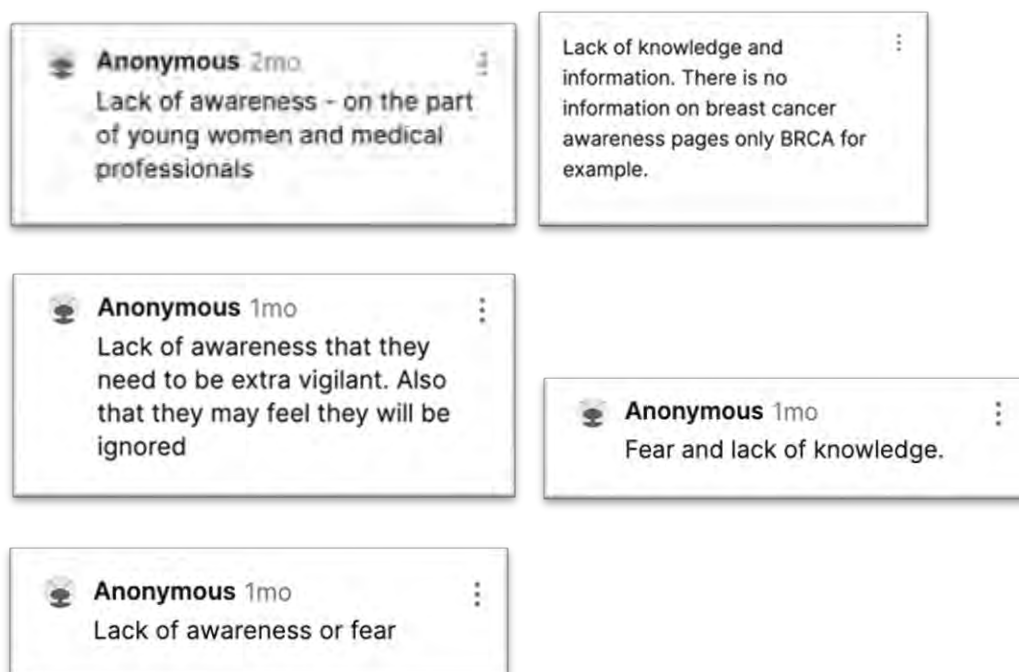 Anonymous 2mo
Lack of awareness - on the part
of young women and medical
professionals
Lack of knowledge and
information. There is no
information on breast cancer
awareness pages only BRCA for
example.
Anonymous 1mo
Lack of awareness that they
need to be extra vigilant. Also
that they may feel they will be
ignored
Anonymous 1mo
Fear and lack of knowledge.
Anonymous 1mo
Lack of awareness or fear